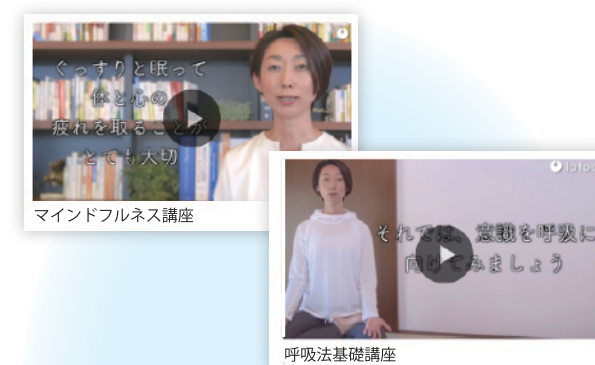 ぐっすりと眠って
体と心の
疲れを取ることが
とても大切
マインドフルネス講座
それでは、意識を呼吸に
向けてみましょう
呼吸法基礎講座